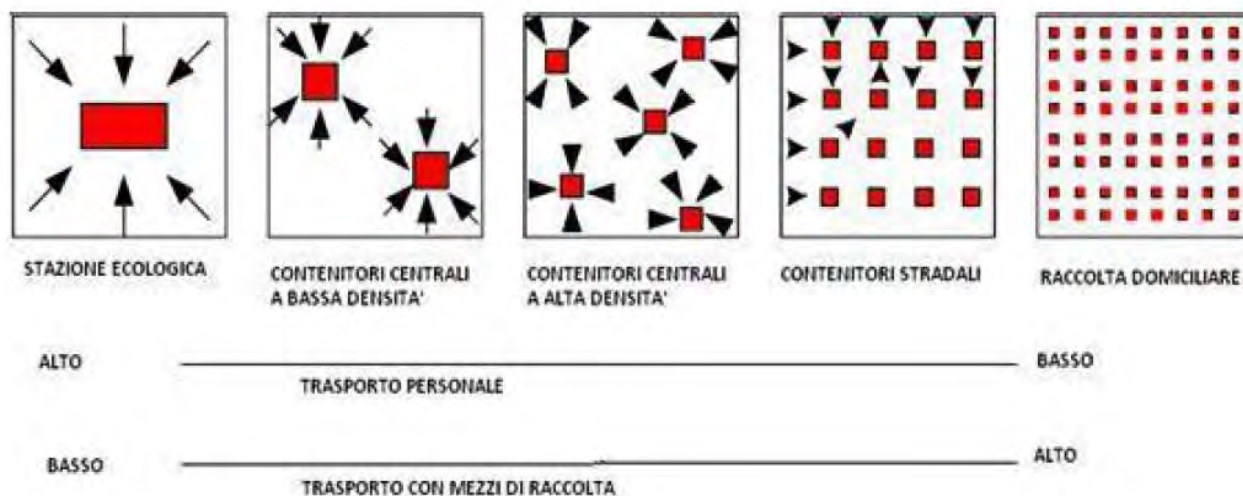 STAZIONE ECOLOGICA
CONTENITORI CENTRALI
A BASSA DENSITA'
CONTENITORI CENTRALI
A ALTA DENSITA'
CONTENITORI STRADALI
RACCOLTA DOMICILIARE
ALTO
BASSO
TRASPORTO PERSONALE
BASSO
ALTO
TRASPORTO CON MEZZI DI RACCOLTA